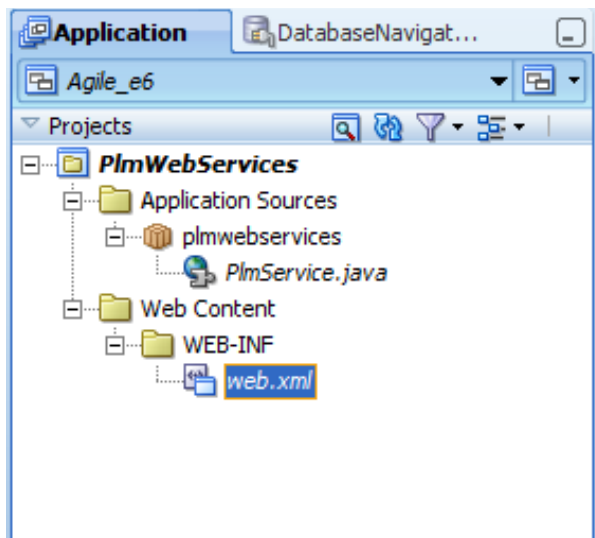 Application DatabaseNavigat...
Agile_e6
Projects
PlmWebServices
Application Sources
plmwebservices
PlmService.java
Web Content
WEB-INF
web.xml